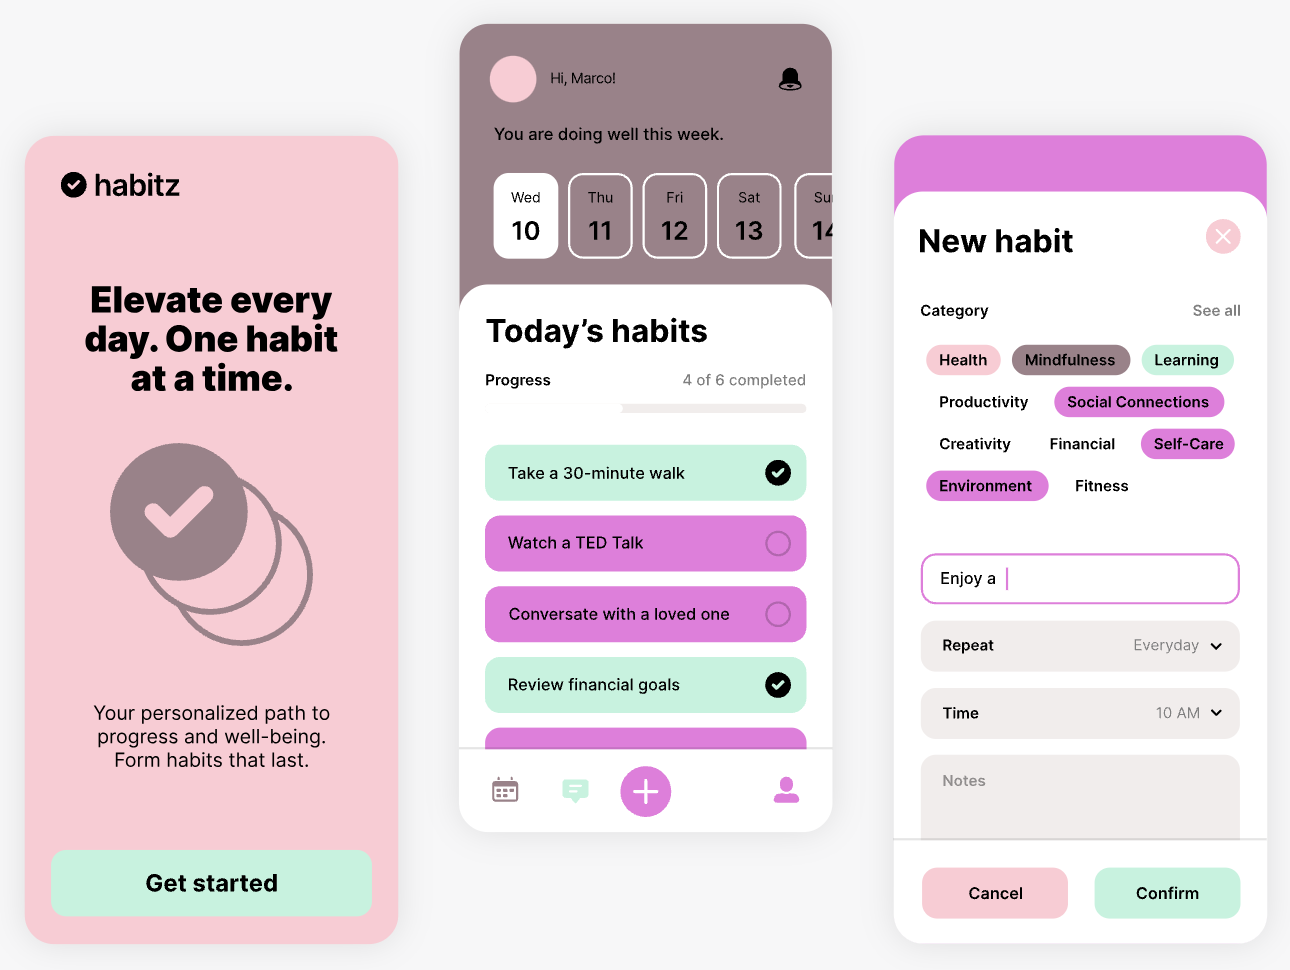 habitz
Elevate every
day. One habit
at a time.
Your personalized path to
progress and well-being.
Form habits that last.
Get started
Hi, Marco!
You are doing well this week.
Wed Thu Fri Sat Sun
10 11 12 13 14
Today’s habits
Progress 4 of 6 completed
Take a 30-minute walk
Watch a TED Talk
Conversate with a loved one
Review financial goals
New habit
Category See all
Health Mindfulness Learning
Productivity Social Connections
Creativity Financial Self-Care
Environment Fitness
Enjoy a
Repeat Everyday
Time 10 AM
Notes
Cancel Confirm